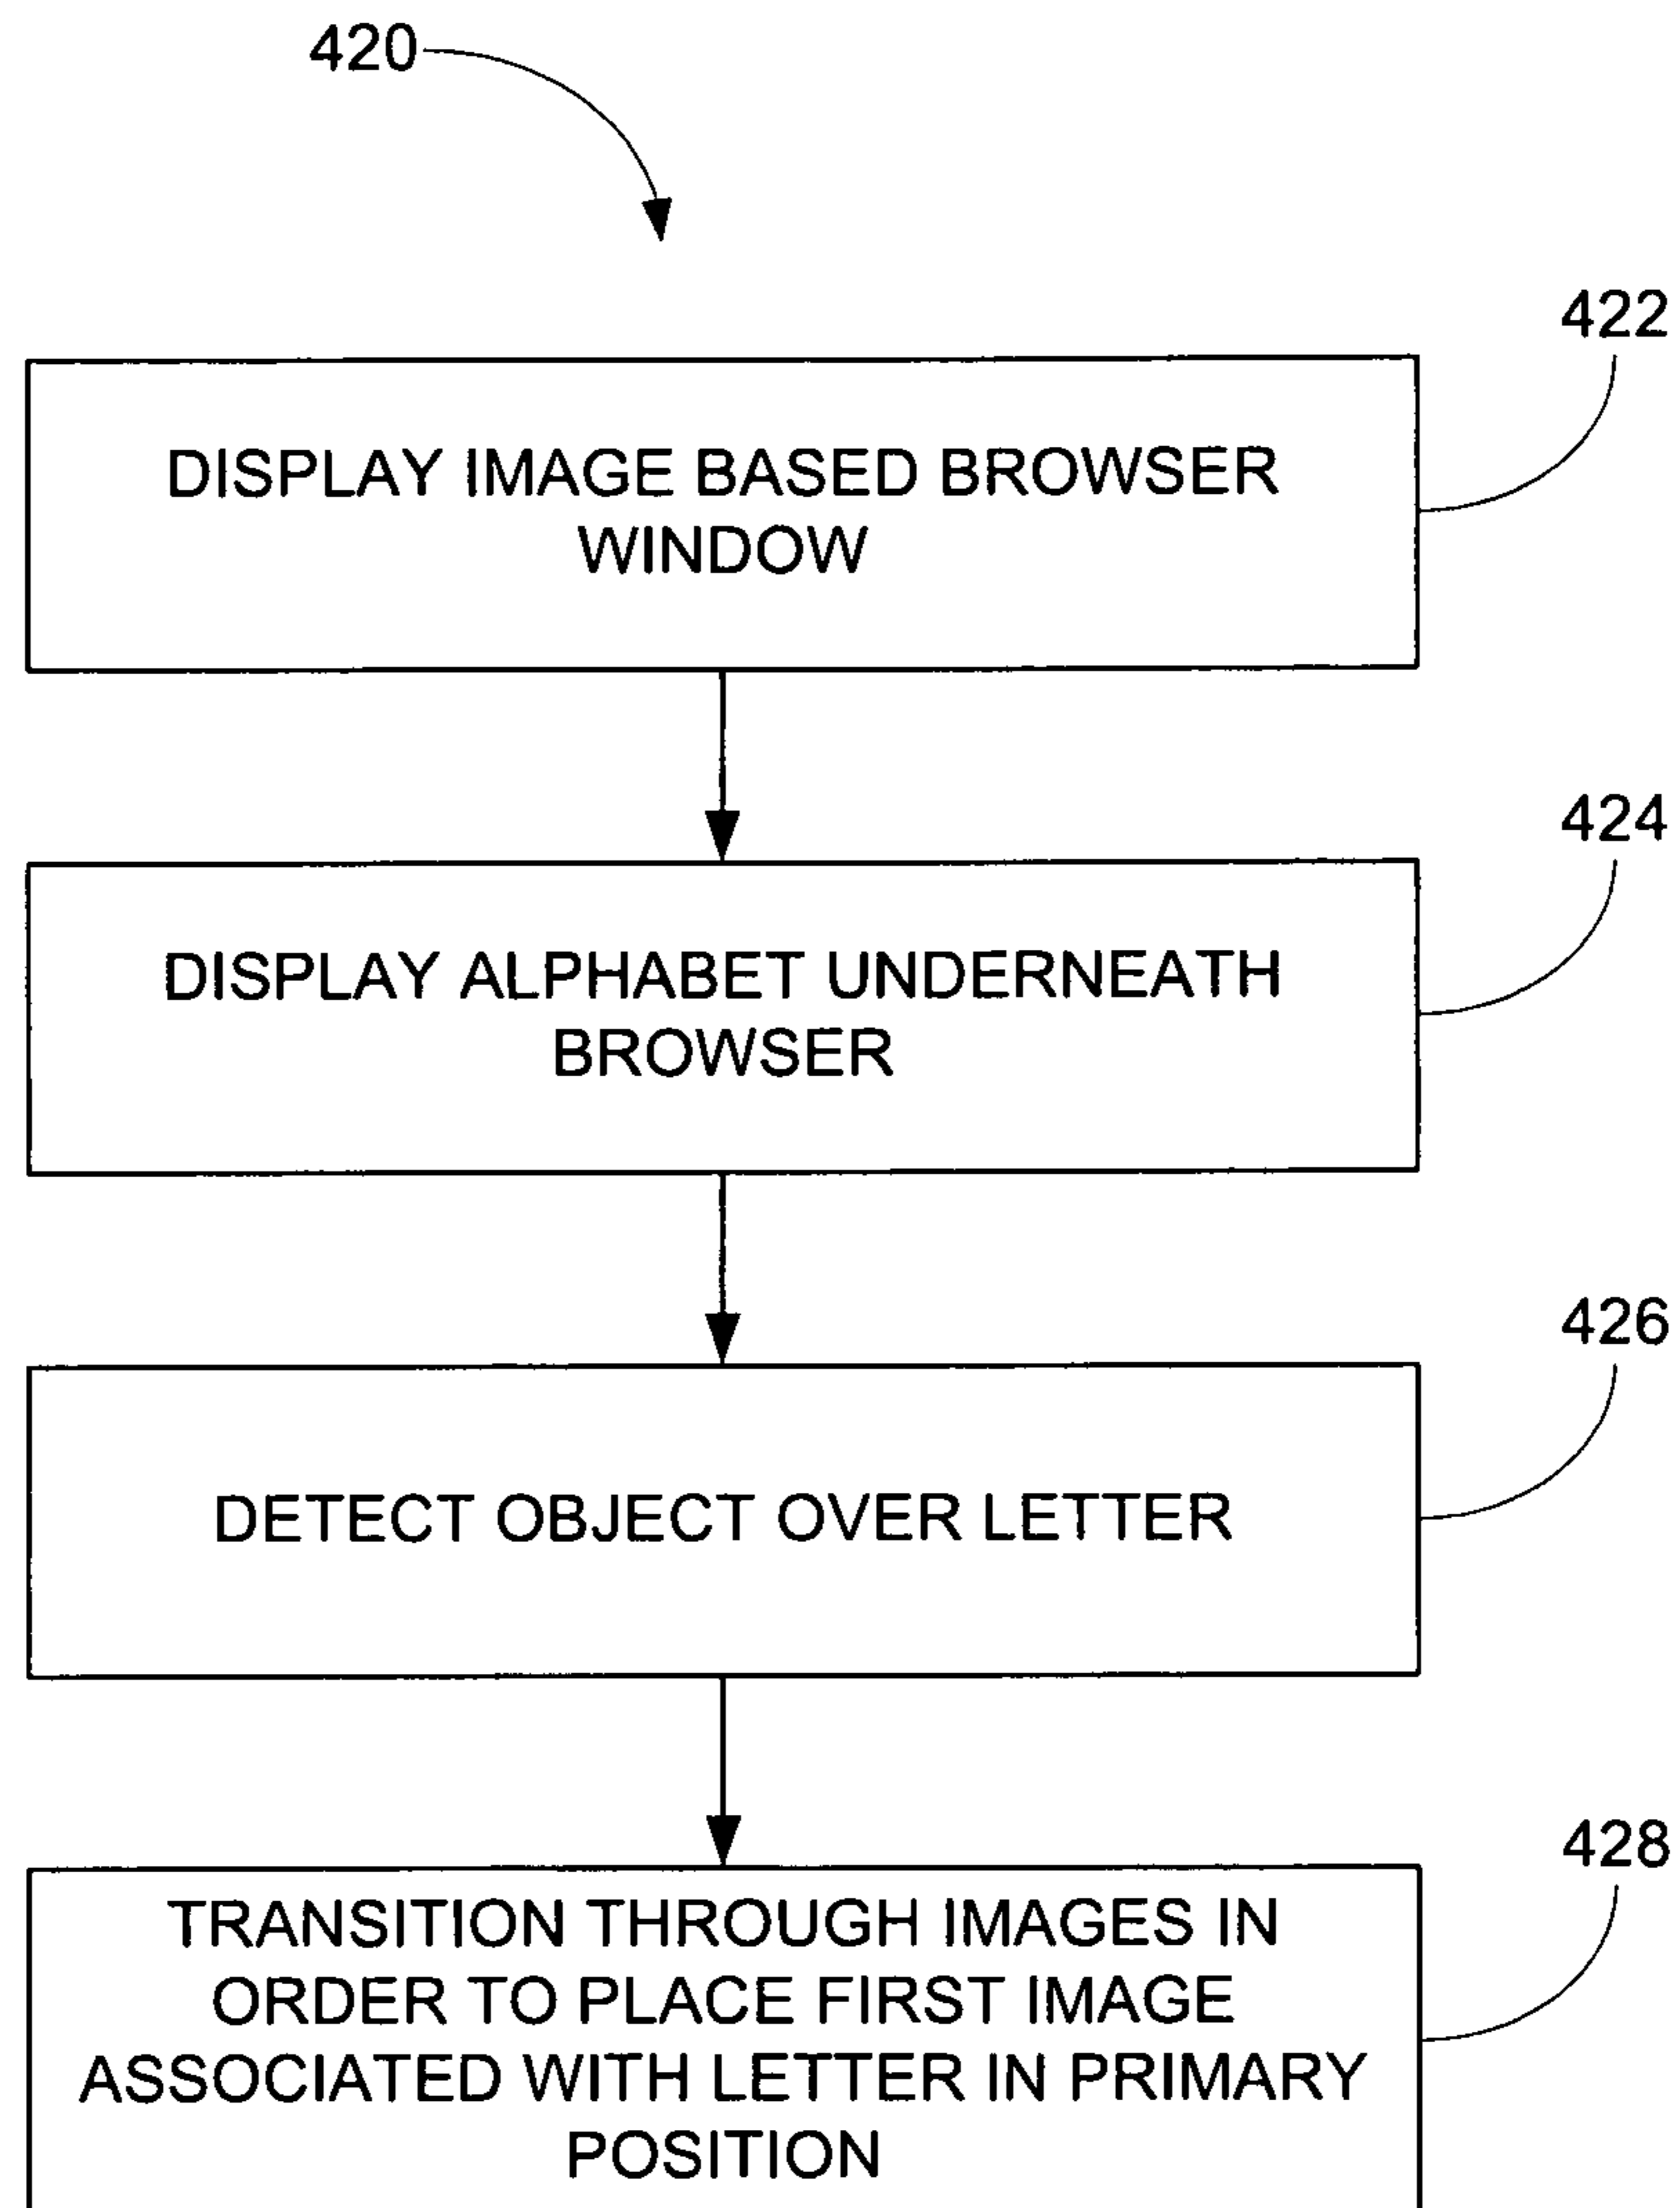 420
422
DISPLAY IMAGE BASED BROWSER
WINDOW
424
DISPLAY ALPHABET UNDERNEATH
BROWSER
426
DETECT OBJECT OVER LETTER
428
TRANSITION THROUGH IMAGES IN
ORDER TO PLACE FIRST IMAGE
ASSOCIATED WITH LETTER IN PRIMARY
POSITION